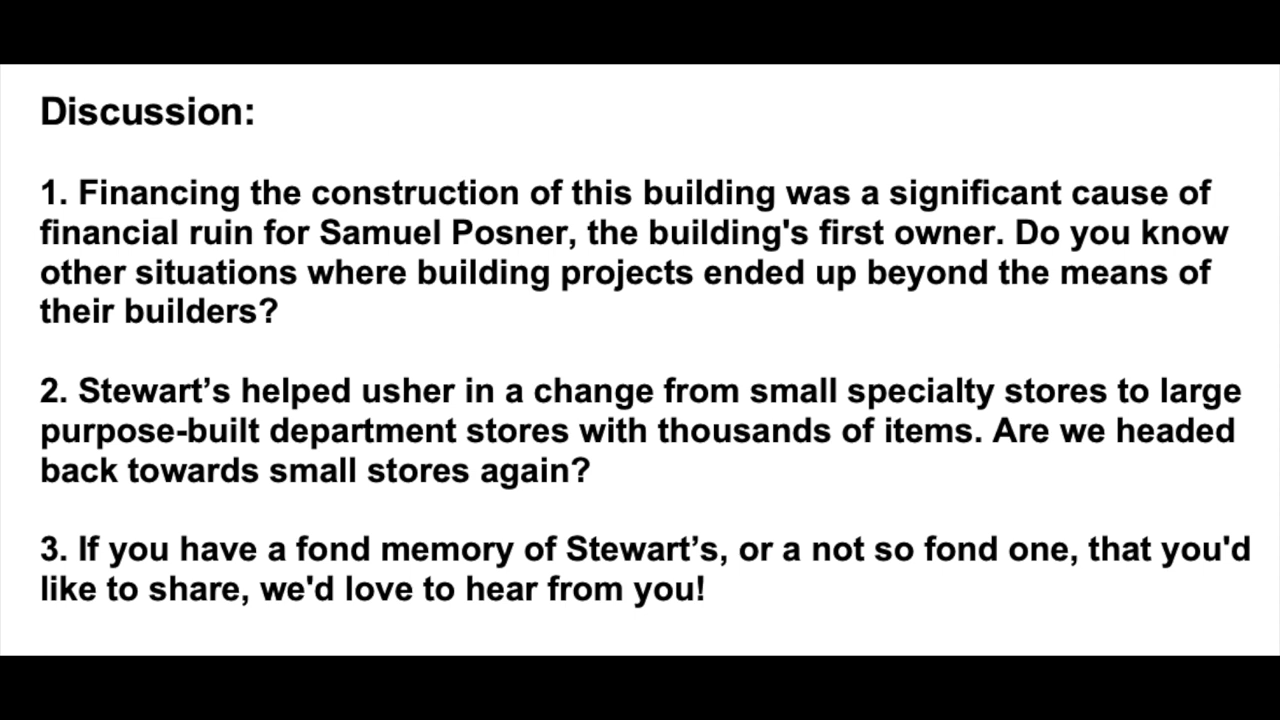 Discussion:
1. Financing the construction of this building was a significant cause of
financial ruin for Samuel Posner, the building's first owner. Do you know
other situations where building projects ended up beyond the means of
their builders?
2. Stewart’s helped usher in a change from small specialty stores to large
purpose-built department stores with thousands of items. Are we headed
back towards small stores again?
3. If you have a fond memory of Stewart’s, or a not so fond one, that you'd
like to share, we'd love to hear from you!